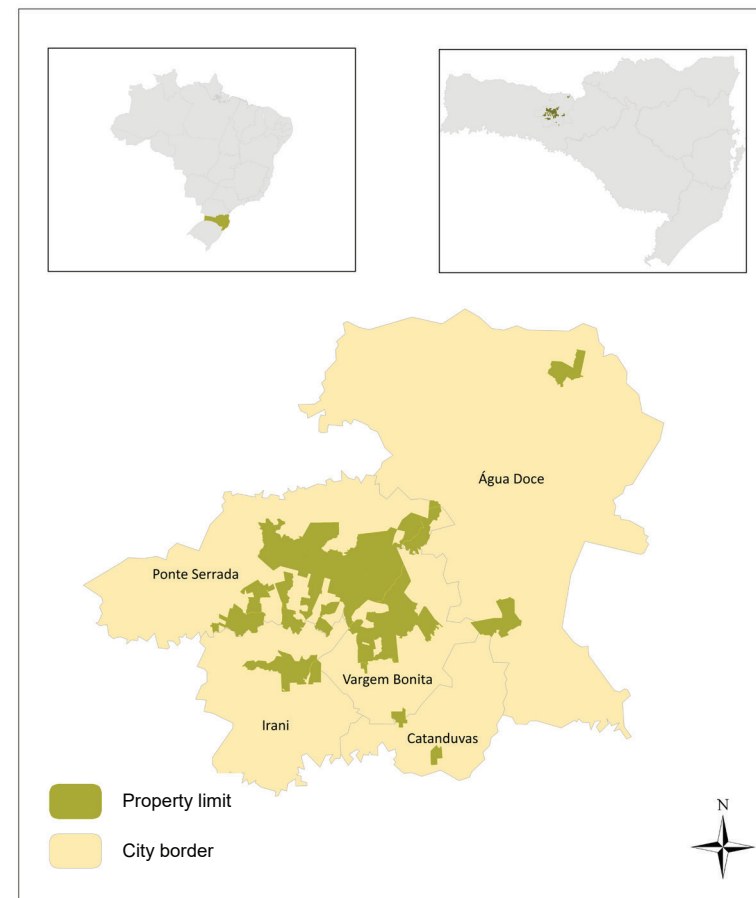 Água Doce
Ponte Serrada
Vargem Bonita
Irani
Catanduvas
Property limit
City border
N